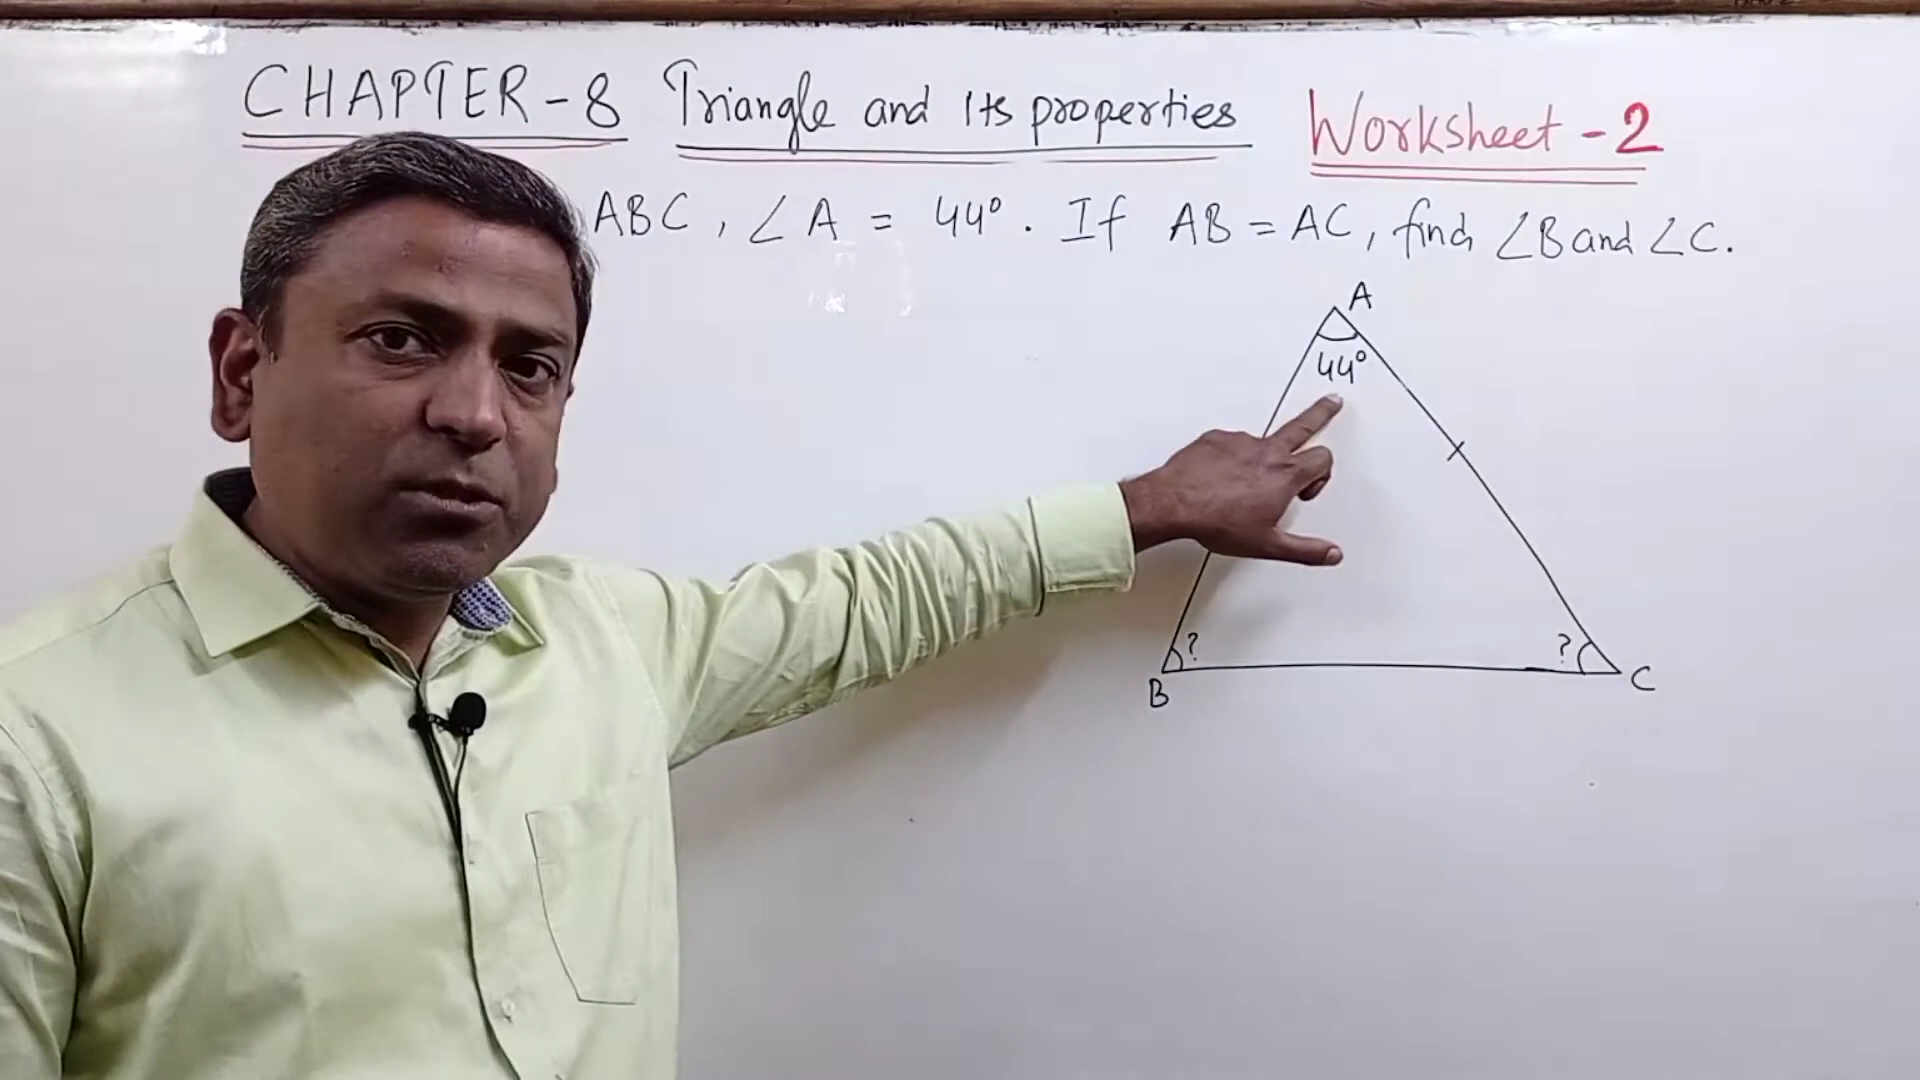 CHAPTER-8 Triangle and Its properties Worksheet-2
ABC, ∠A = 44°. If AB = AC, find ∠B and ∠C.
A
44°
? ?
B C